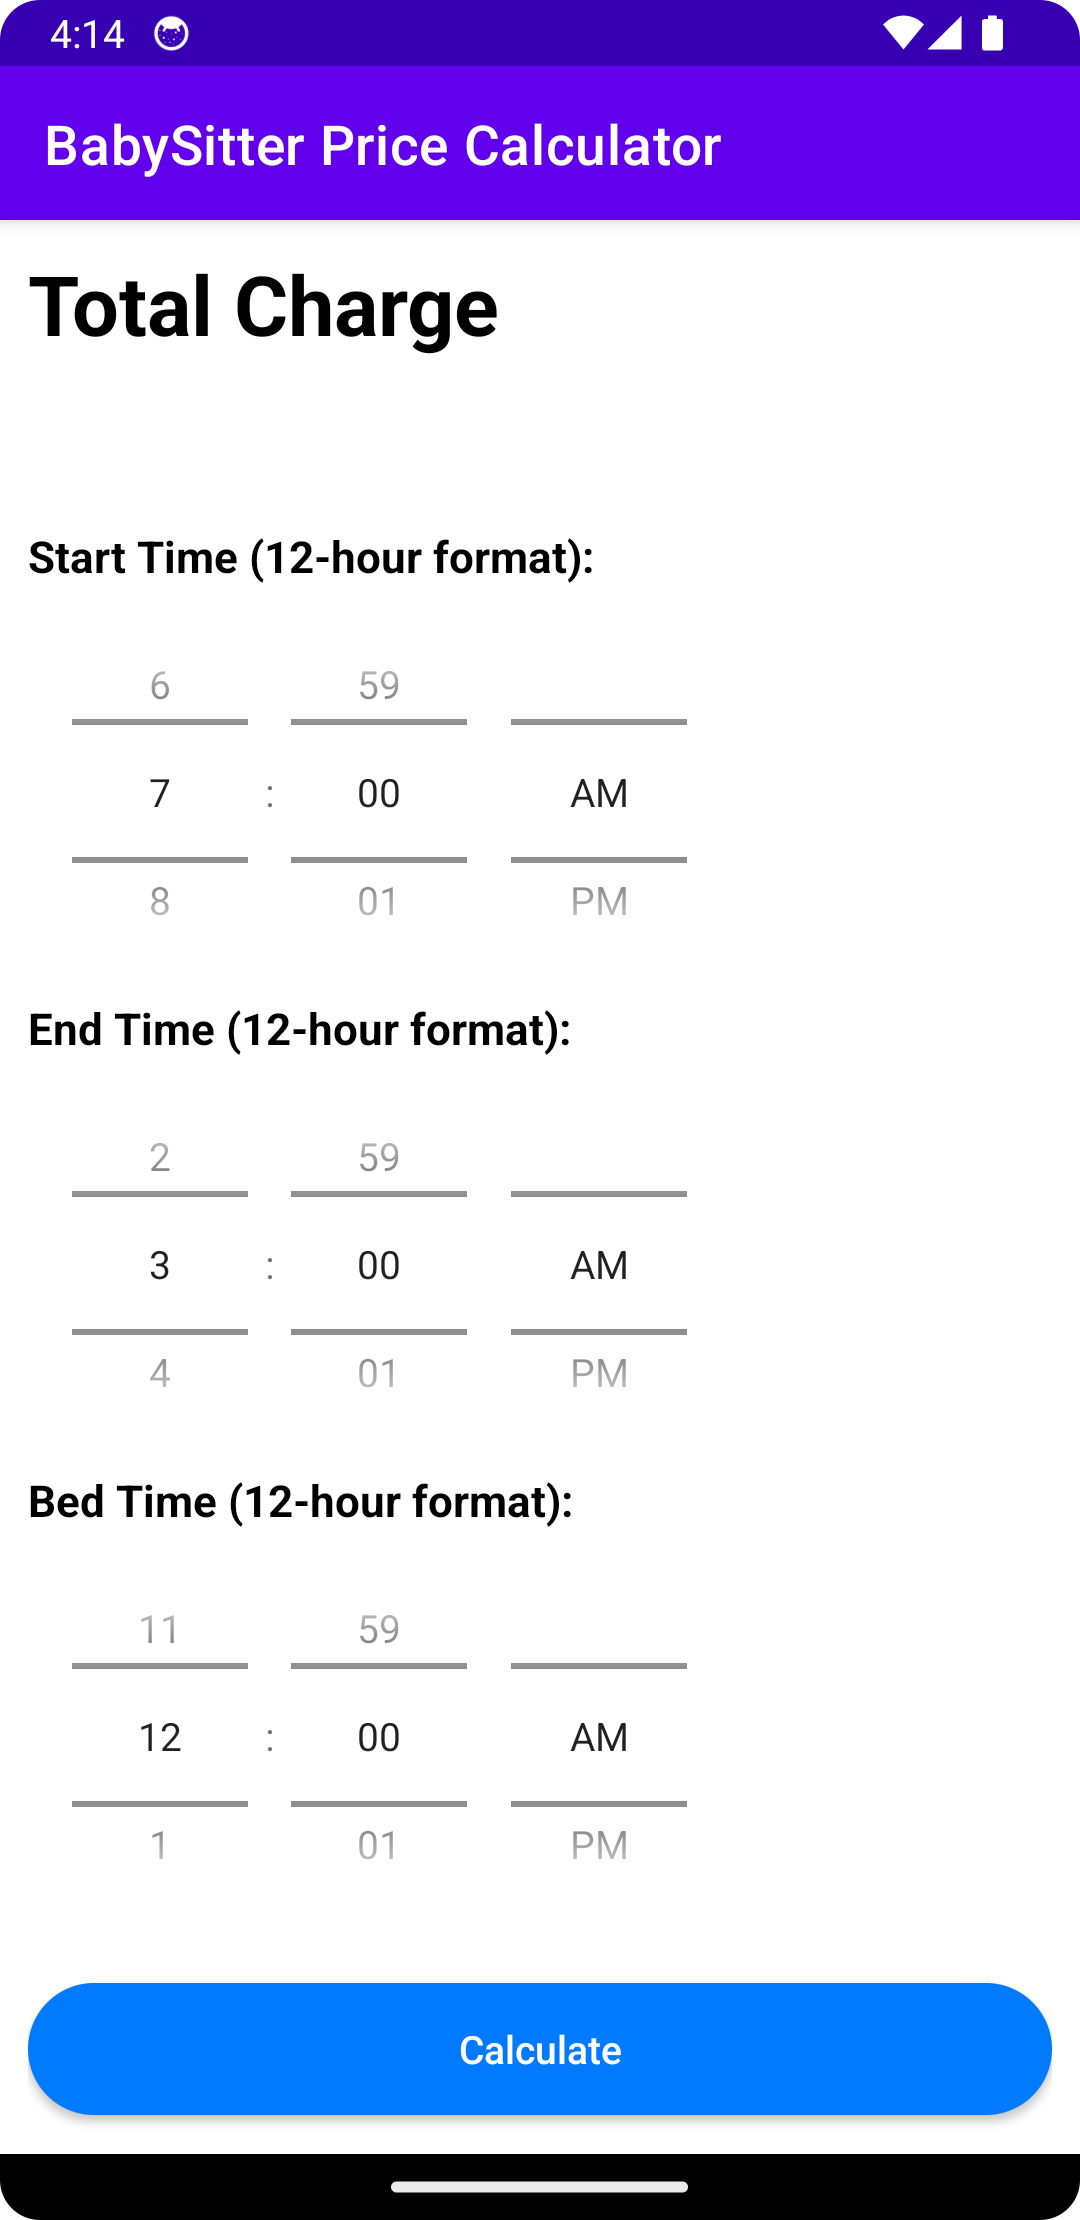 4:14
BabySitter Price Calculator
Total Charge
Start Time (12-hour format):
6 59
7 : 00 AM
8 01 PM
End Time (12-hour format):
2 59
3 : 00 AM
4 01 PM
Bed Time (12-hour format):
11 59
12 : 00 AM
1 01 PM
Calculate